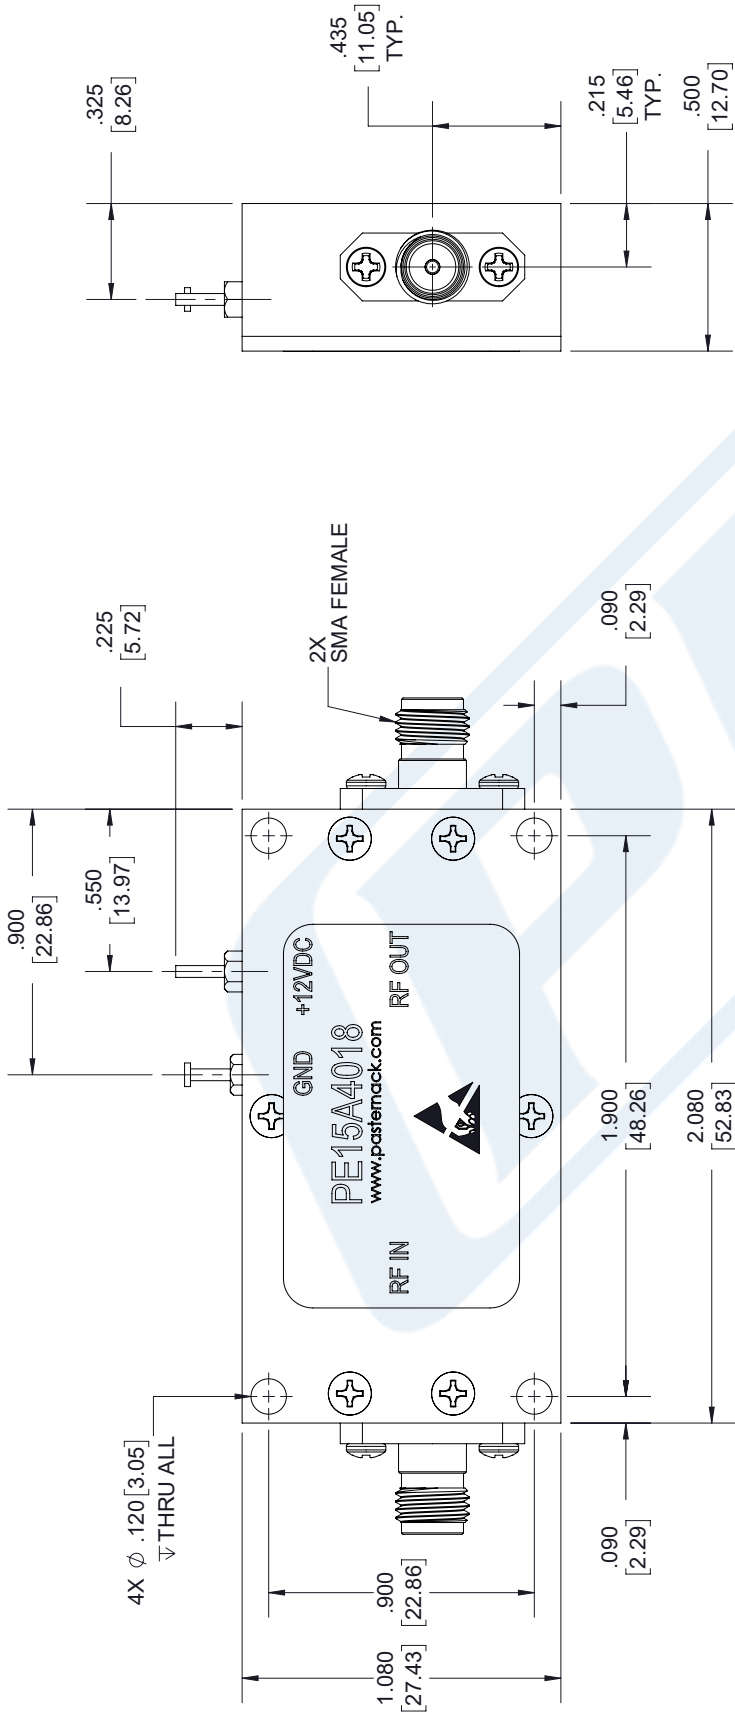 .325
[8.26]
.435
[11.05]
TYP.
.215
[5.46]
TYP.
.500
[12.70]
.225
[5.72]
2X
SMA FEMALE
.090
[2.29]
.900
[22.86]
.550
[13.97]
GND +12VDC
PE15A4018
www.pasternack.com
RF IN
RF OUT
1.900
[48.26]
2.080
[52.83]
4X ⌀ .120 [3.05]
↧ THRU ALL
.900
[22.86]
1.080
[27.43]
.090
[2.29]